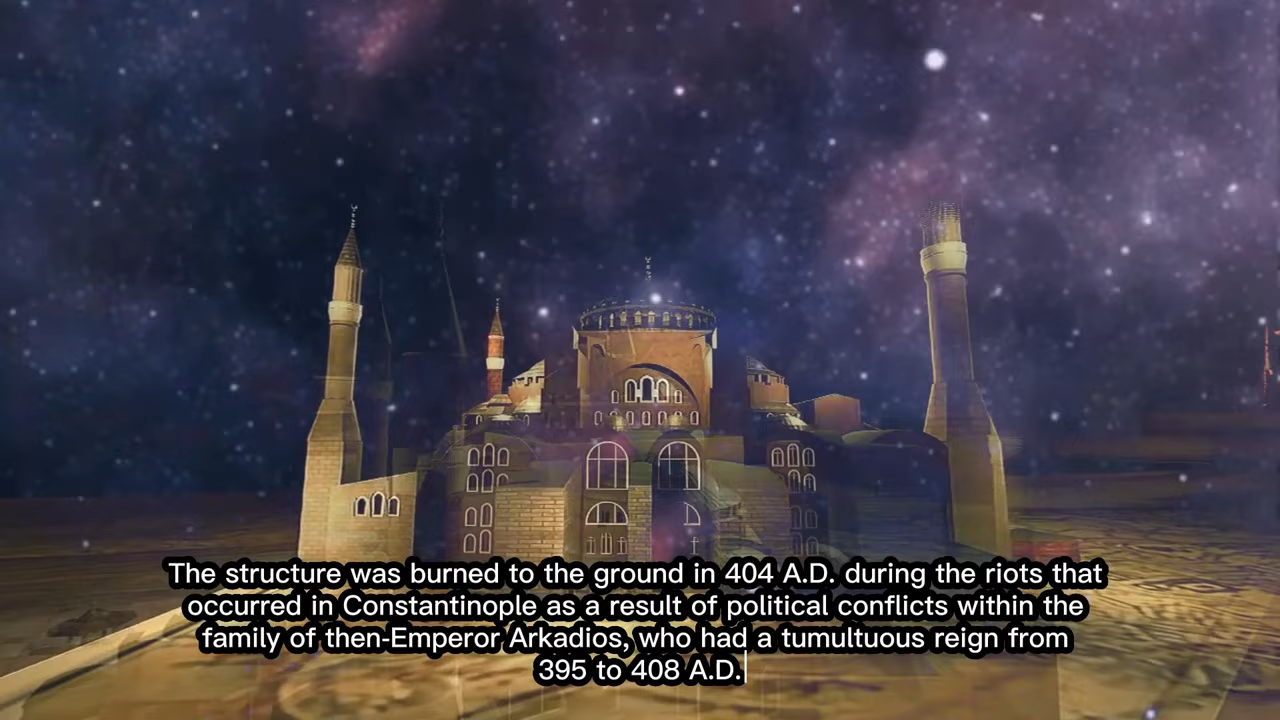 The structure was burned to the ground in 404 A.D. during the riots that
occurred in Constantinople as a result of political conflicts within the
family of then-Emperor Arkadios, who had a tumultuous reign from
395 to 408 A.D.